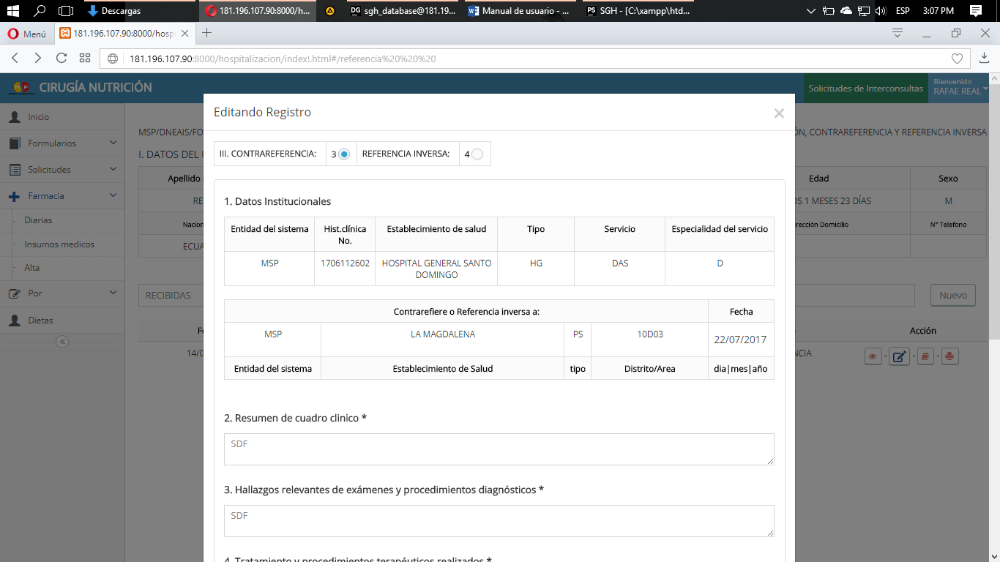 Descargas
181.196.107.90:8000/h...
sgh_database@181.19...
Manual de usuario - ...
SGH - [C:\xampp\htd...
ESP
3:07 PM
Menú
181.196.107.90:8000/hosp
181.196.107.90:8000/hospitalizacion/index!.html#/referencia%20%20%20
CIRUGÍA NUTRICIÓN
Solicitudes de Interconsultas
Bienvenido
RAFAE REAL
Inicio
Formularios
Solicitudes
Farmacia
Diarias
Insumos medicos
Alta
Por
Dietas
MSP/DNEAIS/FO
ÓN, CONTRAREFERENCIA Y REFERENCIA INVERSA
I. DATOS DEL
Apellido
Edad
Sexo
RE
OS 1 MESES 23 DÍAS
M
Nacion
Dirección Domicilio
N° Telefono
ECUA
RECIBIDAS
Nuevo
Fe
Acción
14/0
NCIA
Editando Registro
III. CONTRAREFERENCIA:
3
REFERENCIA INVERSA:
4
1. Datos Institucionales
Entidad del sistema
Hist.clínica No.
Establecimiento de salud
Tipo
Servicio
Especialidad del servicio
MSP
1706112602
HOSPITAL GENERAL SANTO DOMINGO
HG
DAS
D
Contrarefiere o Referencia inversa a:
Fecha
MSP
LA MAGDALENA
PS
10D03
22/07/2017
Entidad del sistema
Establecimiento de Salud
tipo
Distrito/Area
dia|mes|año
2. Resumen de cuadro clinico *
SDF
3. Hallazgos relevantes de exámenes y procedimientos diagnósticos *
SDF
4. Tratamiento y procedimientos terapéuticos realizados *